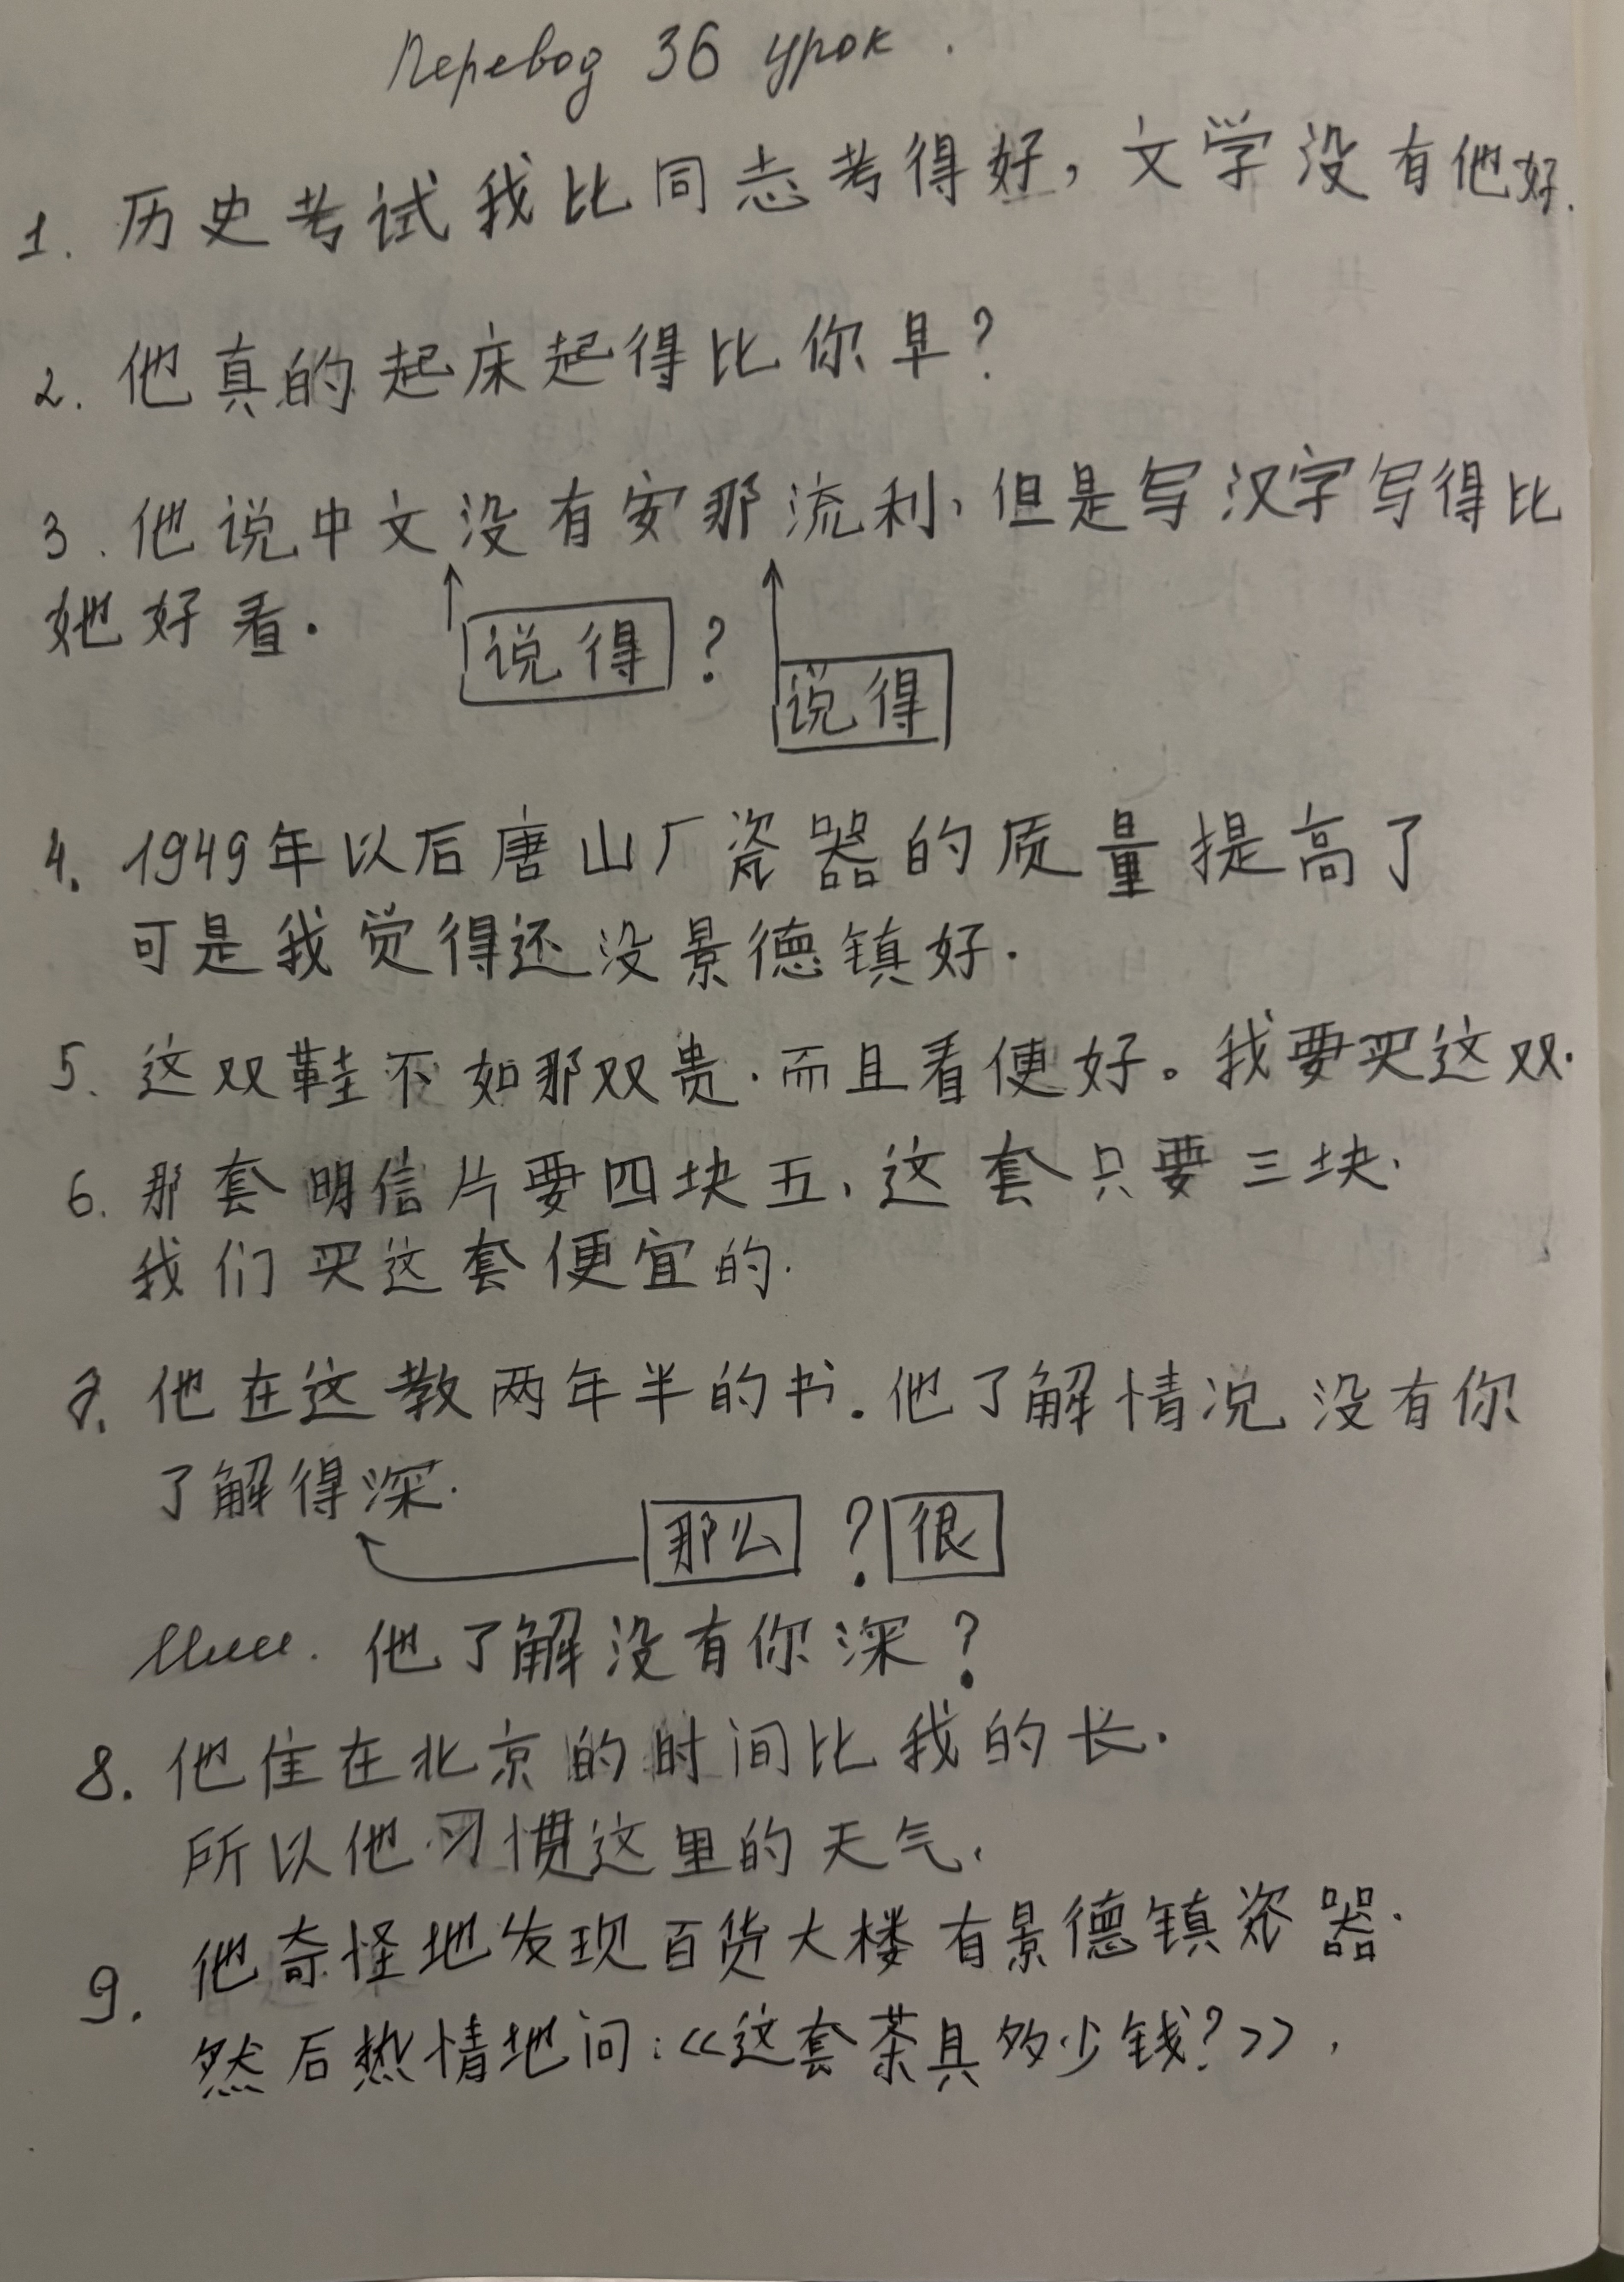 Перевод 36 урок.
1. 历史考试我比同志考得好，文学没有他好.
2. 他真的起床起得比你早？
3. 他说中文没有安那流利，但是写汉字写得比
她好看.
说得 ?
说得
4. 1949年以后唐山厂瓷器的质量提高了
可是我觉得还没景德镇好.
5. 这双鞋不如那双贵.而且看便好。我要买这双.
6. 那套明信片要四块五，这套只要三块.
我们买这套便宜的.
7. 他在这教两年半的书.他了解情况没有你
了解得深.
那么 ? 很
Или. 他了解没有你深？
8. 他住在北京的时间比我的长.
所以他习惯这里的天气.
9. 他奇怪地发现百货大楼有景德镇瓷器.
然后热情地问:«这套茶具多少钱?».